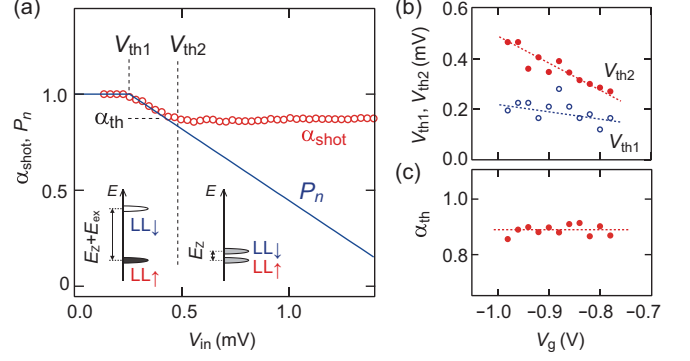 (a)
V_th1 V_th2
α_shot, P_n
1.0
0.5
0
α_th
α_shot
P_n
E
E_Z+E_ex
LL↓
LL↑
E
E_Z
LL↓
LL↑
0.0 0.5 1.0
V_in (mV)
(b)
V_th1, V_th2 (mV)
0.6
0.4
0.2
0.0
V_th2
V_th1
(c)
α_th
1.0
0.9
0.8
−1.0 −0.9 −0.8 −0.7
V_g (V)